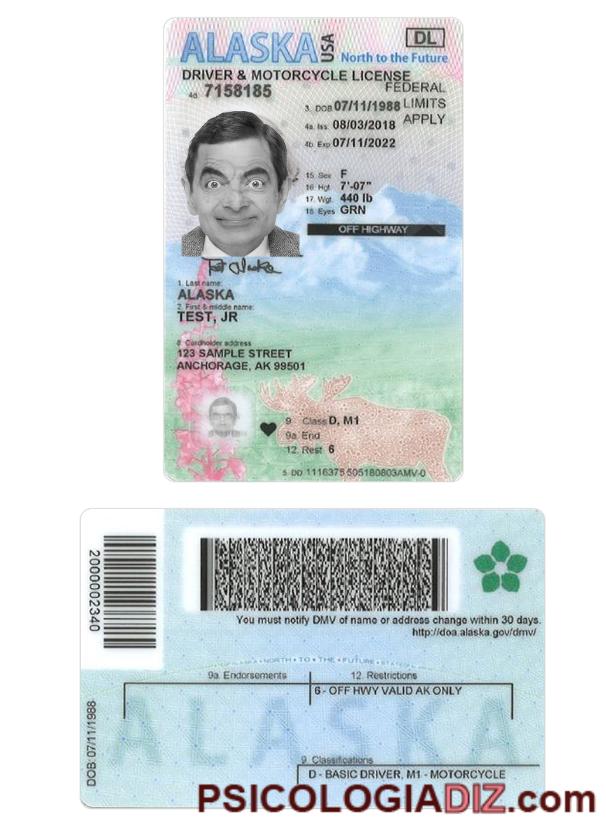 ALASKA USA
DL
North to the Future
DRIVER & MOTORCYCLE LICENSE
4d 7158185
FEDERAL
LIMITS
APPLY
3. DOB 07/11/1988
4a. Iss. 08/03/2018
4b. Exp 07/11/2022
15. Sex F
16. Hgt. 7'-07"
17. Wgt. 440 lb
18. Eyes GRN
OFF HIGHWAY
1. Last name:
ALASKA
2. First & middle name:
TEST, JR
8. Cardholder address
123 SAMPLE STREET
ANCHORAGE, AK 99501
9. Class D, M1
9a. End
12. Rest. 6
5. DD 1116375 505180803AMV-0
2000002340
You must notify DMV of name or address change within 30 days.
http://doa.alaska.gov/dmv/
9a. Endorsements
12. Restrictions
6 - OFF HWY VALID AK ONLY
ALASKA
DOB: 07/11/1988
9. Classifications
D - BASIC DRIVER, M1 - MOTORCYCLE
PSICOLOGIADIZ.com